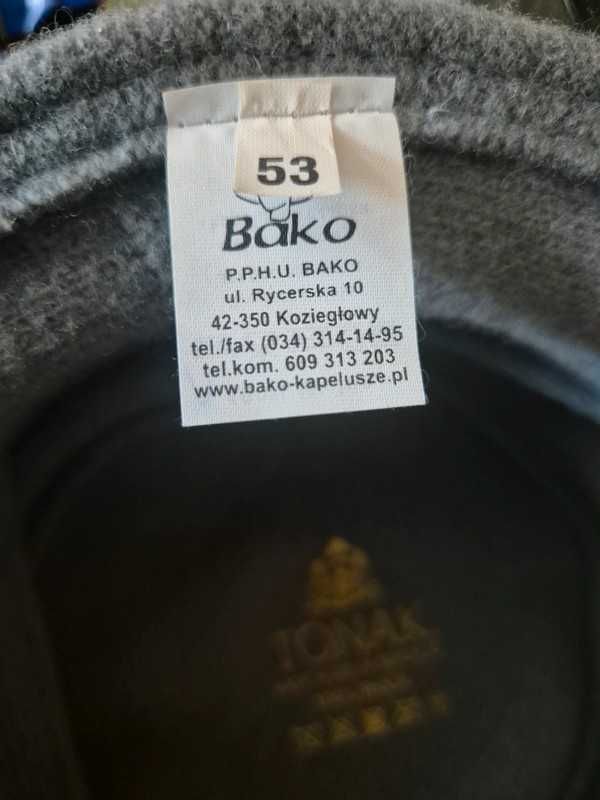 53
Bako
P.P.H.U. BAKO
ul. Rycerska 10
42-350 Koziegłowy
tel./fax (034) 314-14-95
tel.kom. 609 313 203
www.bako-kapelusze.pl
TONAK